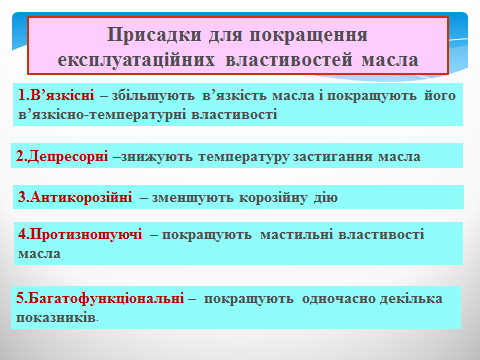 Присадки для покращення
експлуатаційних властивостей масла
1.В’язкісні – збільшують в’язкість масла і покращують його
в’язкісно-температурні властивості
2.Депресорні –знижують температуру застигання масла
3.Антикорозійні – зменшують корозійну дію
4.Протизношуючі – покращують мастильні властивості
масла
5.Багатофункціональні – покращують одночасно декілька
показників.